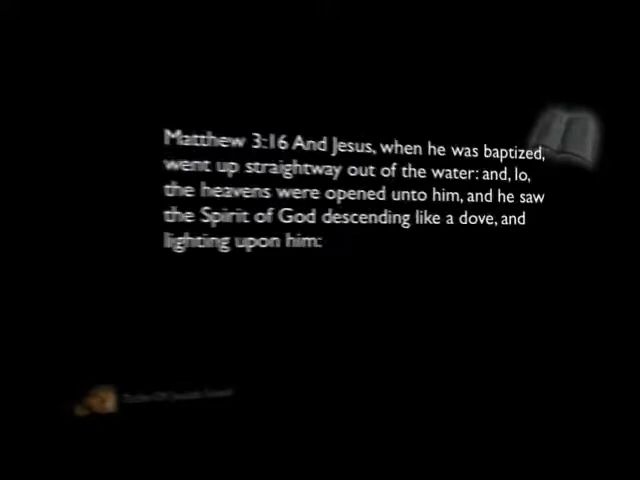 Matthew 3:16 And Jesus, when he was baptized,
went up straightway out of the water: and, lo,
the heavens were opened unto him, and he saw
the Spirit of God descending like a dove, and
lighting upon him: